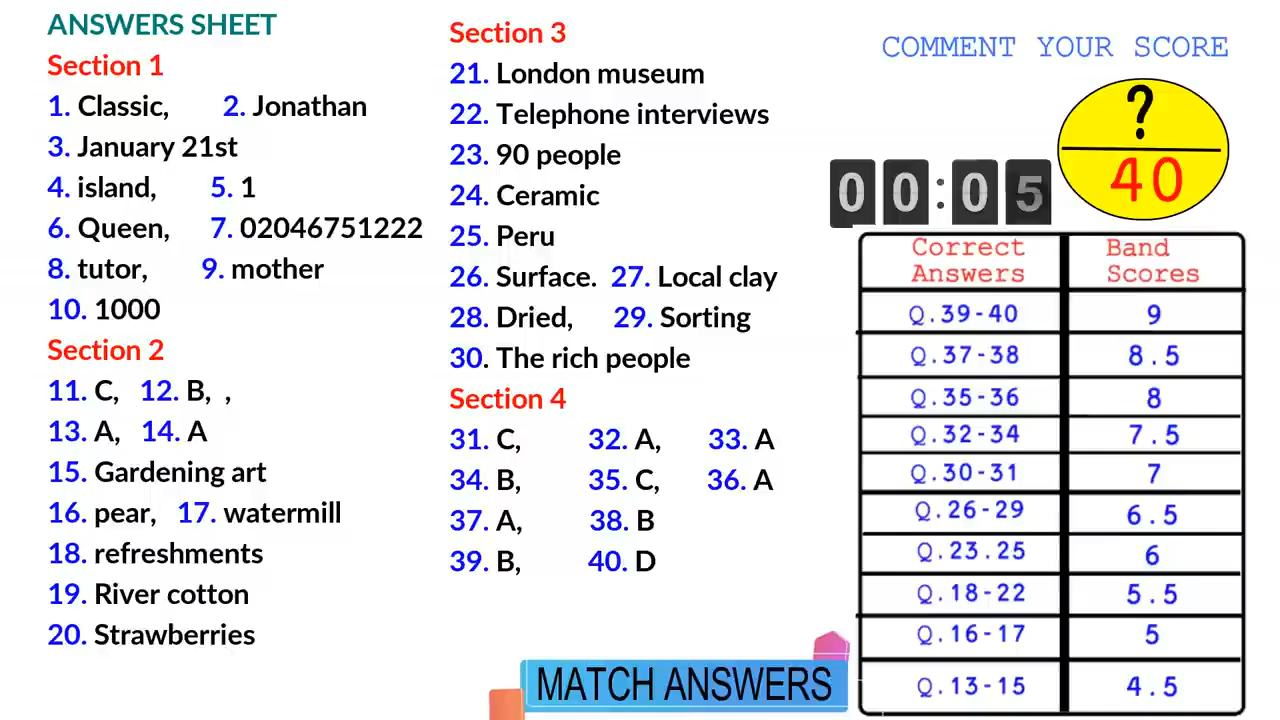 ANSWERS SHEET
Section 1
1. Classic, 2. Jonathan
3. January 21st
4. island, 5. 1
6. Queen, 7. 02046751222
8. tutor, 9. mother
10. 1000
Section 2
11. C, 12. B, ,
13. A, 14. A
15. Gardening art
16. pear, 17. watermill
18. refreshments
19. River cotton
20. Strawberries
Section 3
21. London museum
22. Telephone interviews
23. 90 people
24. Ceramic
25. Peru
26. Surface. 27. Local clay
28. Dried, 29. Sorting
30. The rich people
Section 4
31. C, 32. A, 33. A
34. B, 35. C, 36. A
37. A, 38. B
39. B, 40. D
MATCH ANSWERS
COMMENT YOUR SCORE
?
40
00:05
Correct Answers Band Scores
Q.39-40 9
Q.37-38 8.5
Q.35-36 8
Q.32-34 7.5
Q.30-31 7
Q.26-29 6.5
Q.23.25 6
Q.18-22 5.5
Q.16-17 5
Q.13-15 4.5